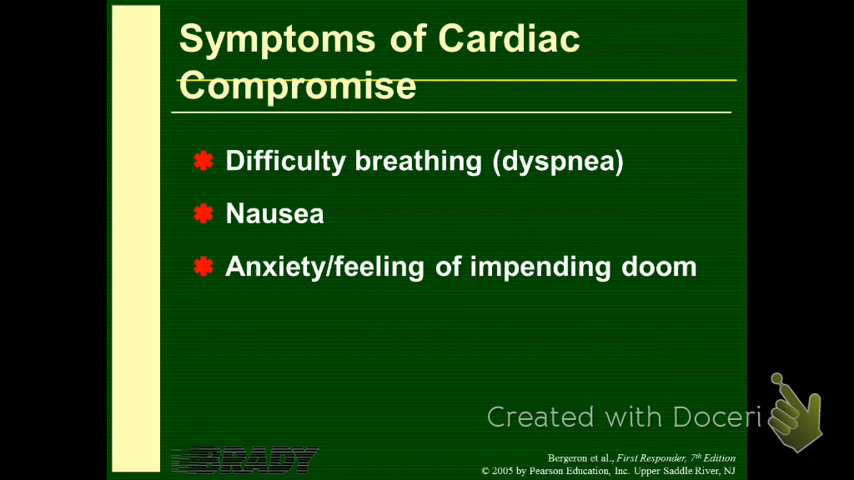 Symptoms of Cardiac
Compromise
Difficulty breathing (dyspnea)
Nausea
Anxiety/feeling of impending doom
Created with Doceri
BRADY
Bergeron et al., First Responder, 7th Edition
© 2005 by Pearson Education, Inc. Upper Saddle River, NJ